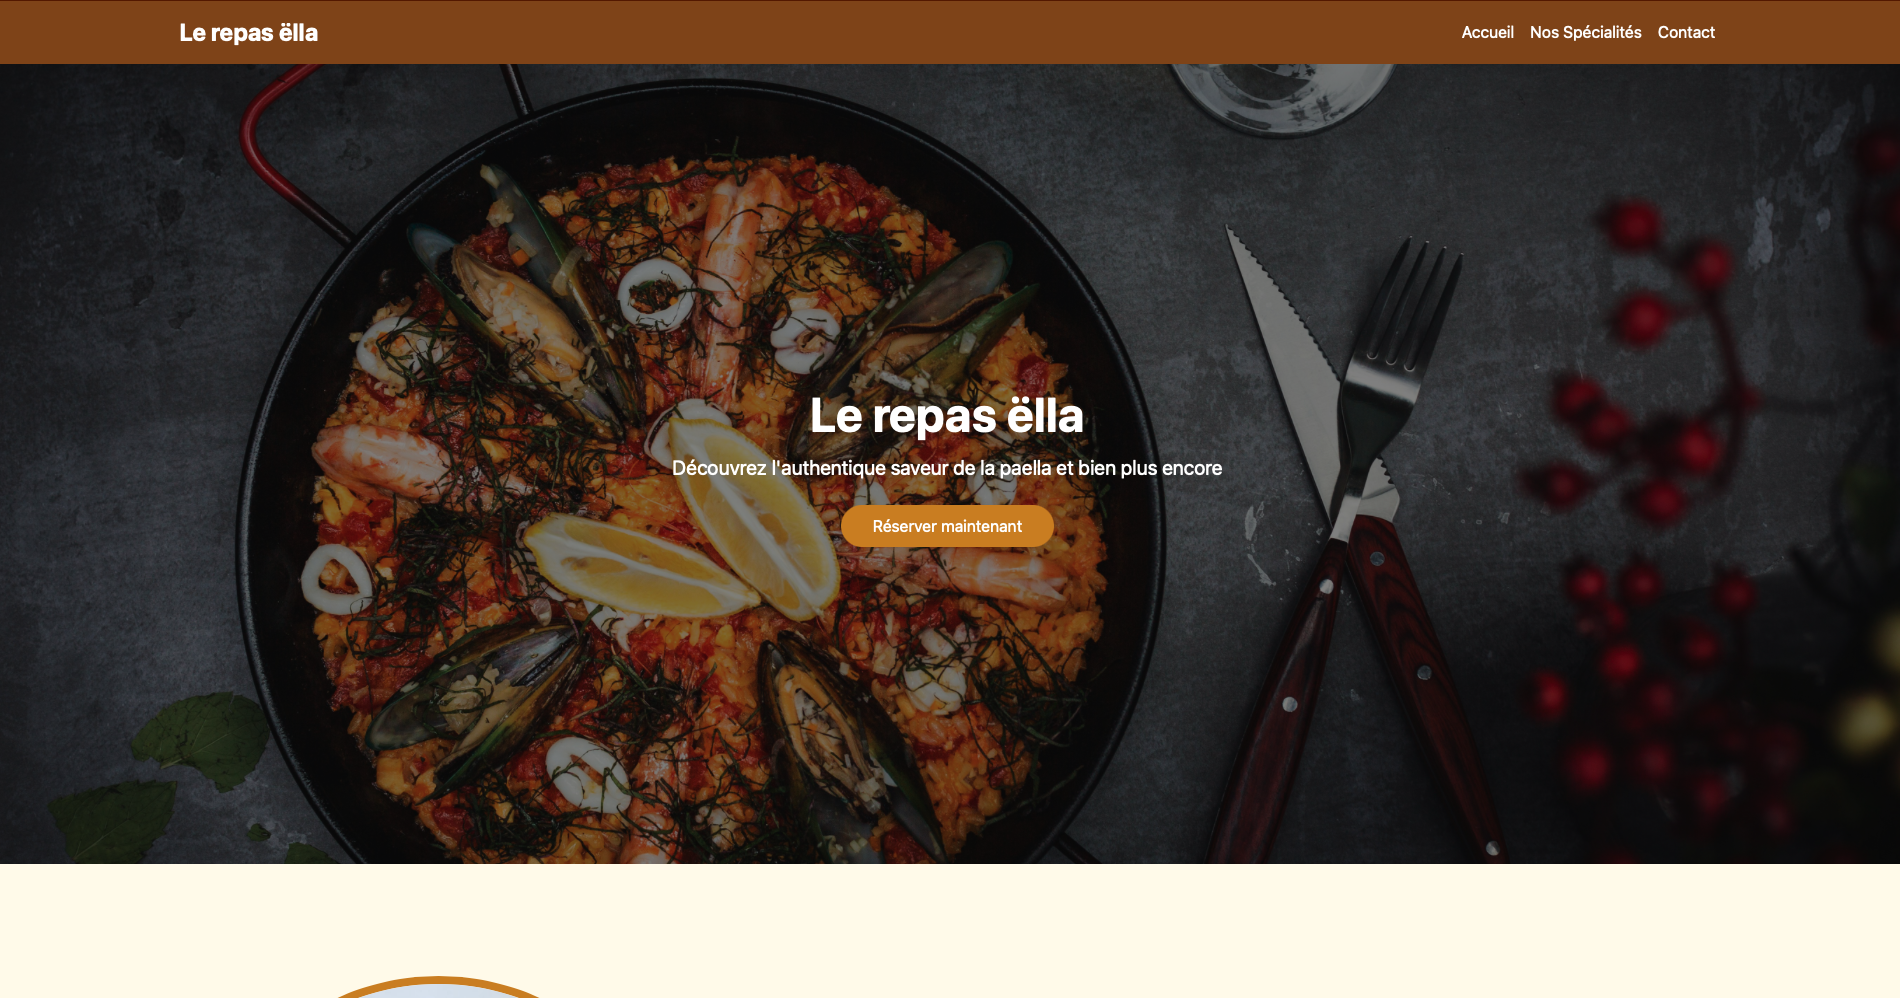 Le repas ëlla
Accueil Nos Spécialités Contact
Le repas ëlla
Découvrez l'authentique saveur de la paella et bien plus encore
Réserver maintenant